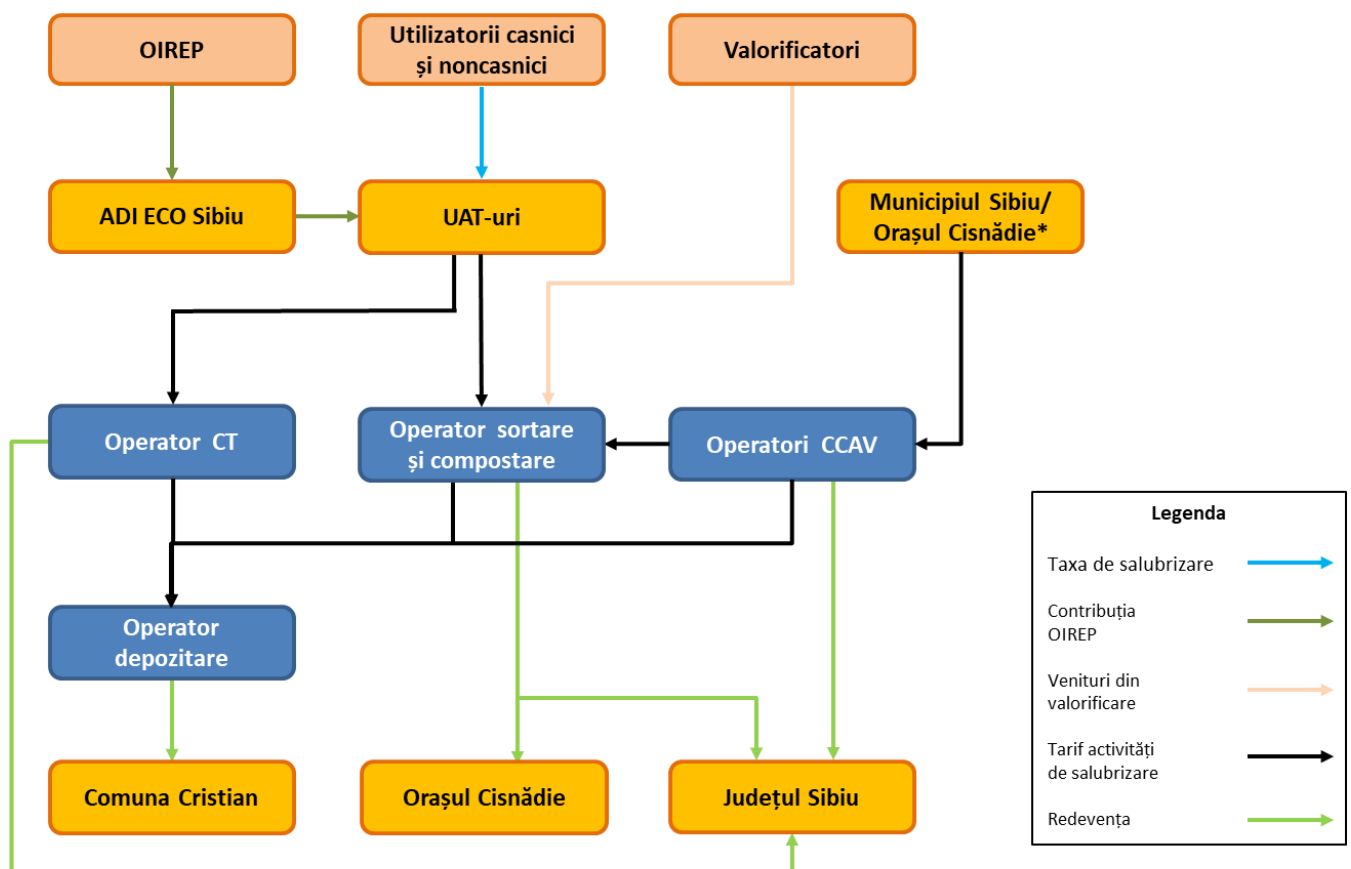 OIREP
Utilizatorii casnici
și noncasnici
Valorificatori
ADI ECO Sibiu
UAT-uri
Municipiul Sibiu/
Orașul Cisnădie*
Operator CT
Operator sortare
și compostare
Operatori CCAV
Operator
depozitare
Comuna Cristian
Orașul Cisnădie
Județul Sibiu
Legenda
Taxa de salubrizare
Contribuția
OIREP
Venituri din
valorificare
Tarif activități
de salubrizare
Redevența